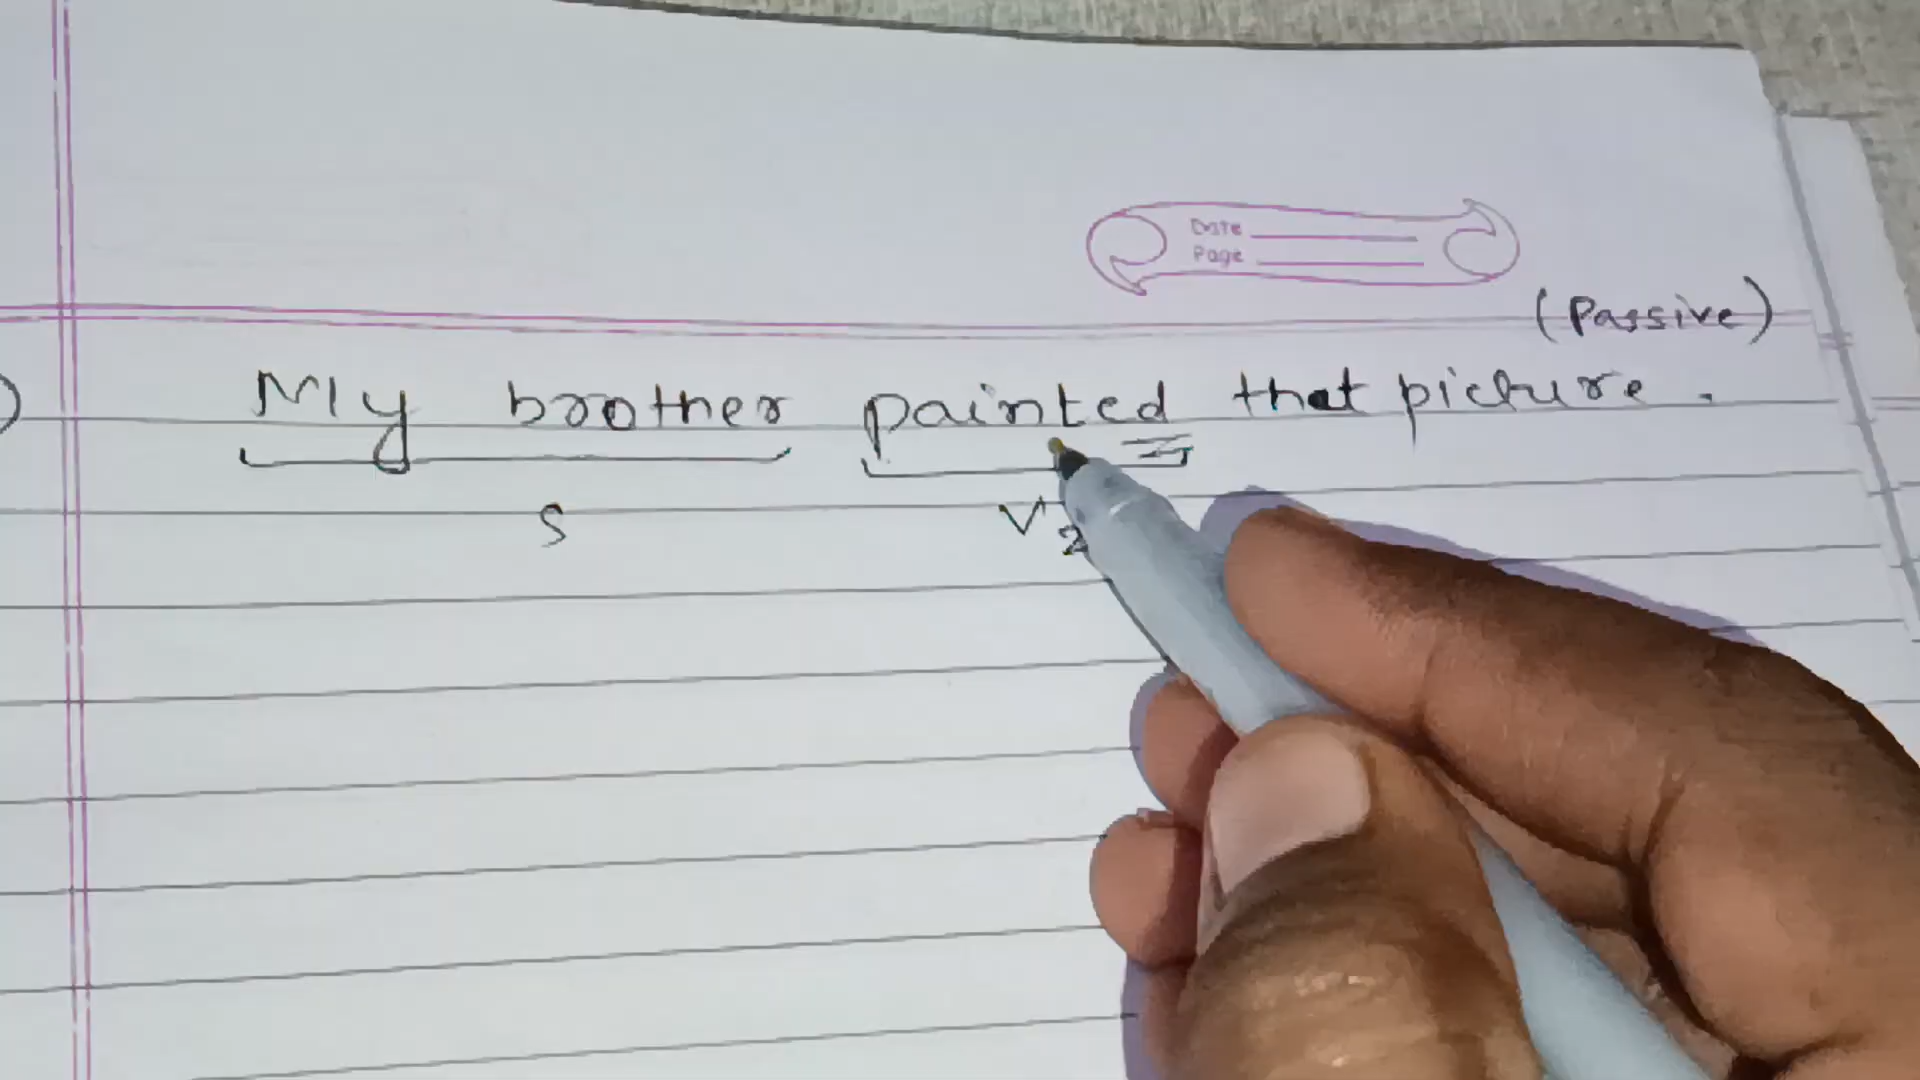 Date
Page
(Passive)
) My brother painted that picture.
S V2